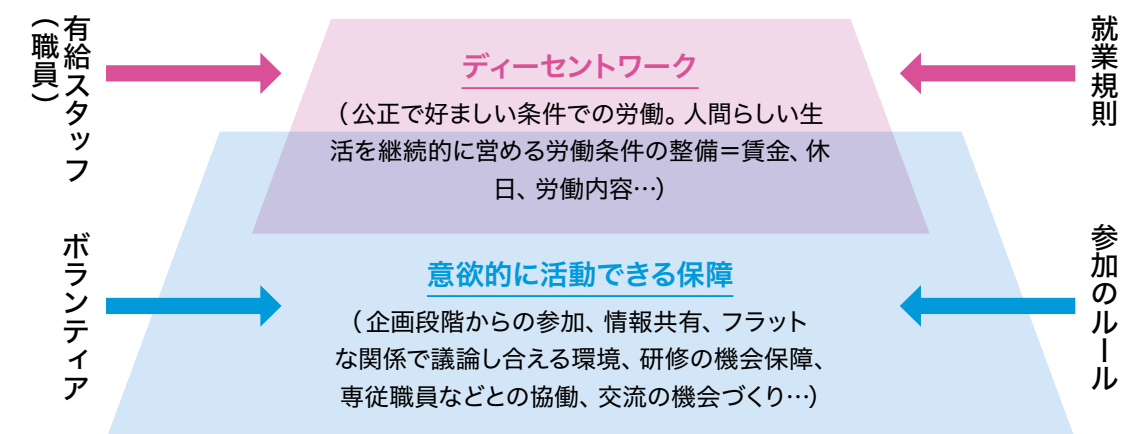 有給スタッフ
（職員）
ディーセントワーク
（公正で好ましい条件での労働。人間らしい生
活を継続的に営める労働条件の整備＝賃金、休
日、労働内容…）
就業規則
ボランティア
意欲的に活動できる保障
（企画段階からの参加、情報共有、フラット
な関係で議論し合える環境、研修の機会保障、
専従職員などとの協働、交流の機会づくり…）
参加のルール